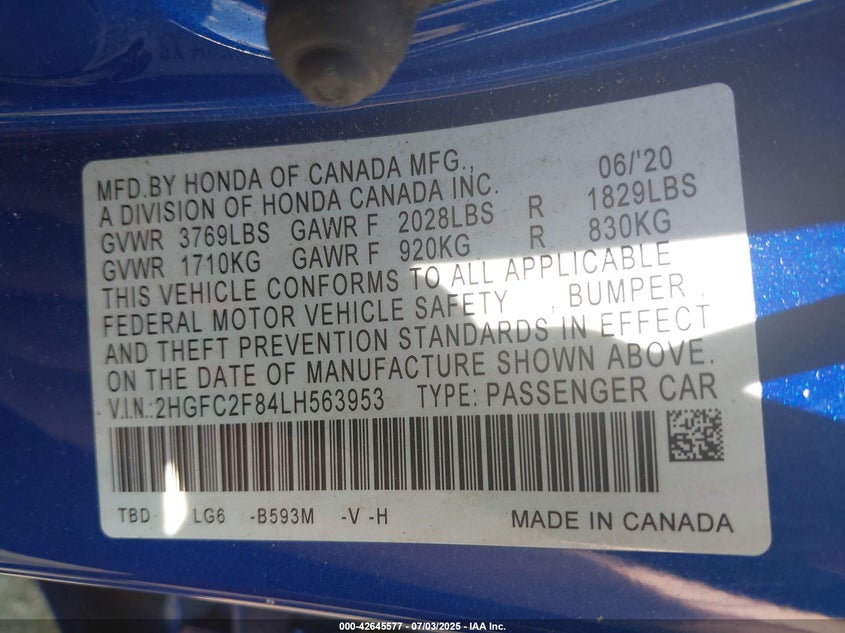 MFD.BY HONDA OF CANADA MFG., 06/'20
A DIVISION OF HONDA CANADA INC.
GVWR 3769LBS GAWR F 2028LBS R 1829LBS
GVWR 1710KG GAWR F 920KG R 830KG
THIS VEHICLE CONFORMS TO ALL APPLICABLE
FEDERAL MOTOR VEHICLE SAFETY , BUMPER ,
AND THEFT PREVENTION STANDARDS IN EFFECT
ON THE DATE OF MANUFACTURE SHOWN ABOVE.
V.I.N.:2HGFC2F84LH563953 TYPE: PASSENGER CAR
TBD- LG6 -B593M -V -H MADE IN CANADA
000-42645577 - 07/03/2025 - IAA Inc.